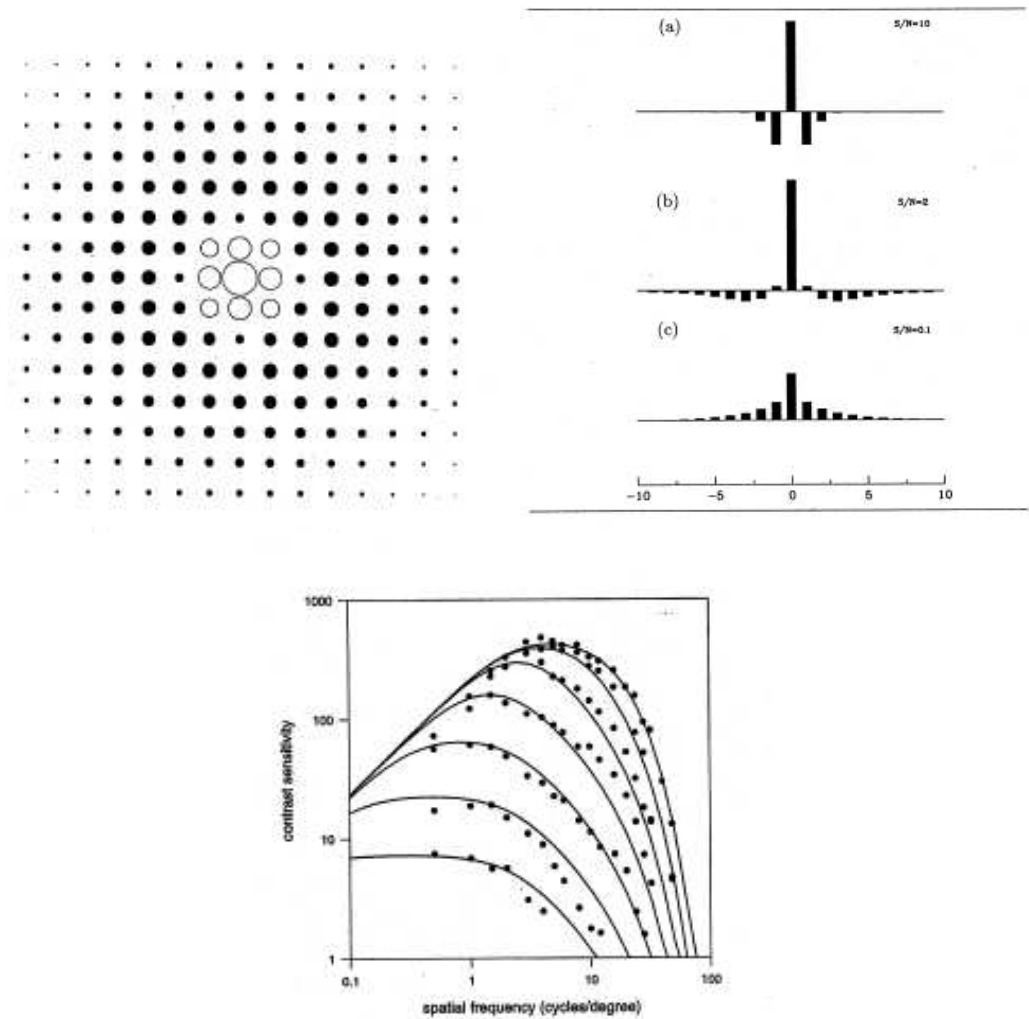 (a) S/N=10
(b) S/N=2
(c) S/N=0.1
−10 −5 0 5 10
1000
100
10
1
contrast sensitivity
0.1 1 10 100
spatial frequency (cycles/degree)